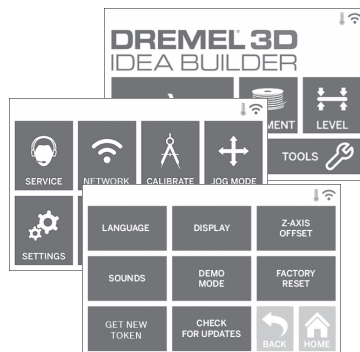 DREMEL® 3D
IDEA BUILDER
LEVEL
TOOLS
SERVICE
NETWORK
CALIBRATE
JOG MODE
SETTINGS
LANGUAGE
DISPLAY
Z-AXIS
OFFSET
SOUNDS
DEMO
MODE
FACTORY
RESET
GET NEW
TOKEN
CHECK
FOR UPDATES
BACK
HOME